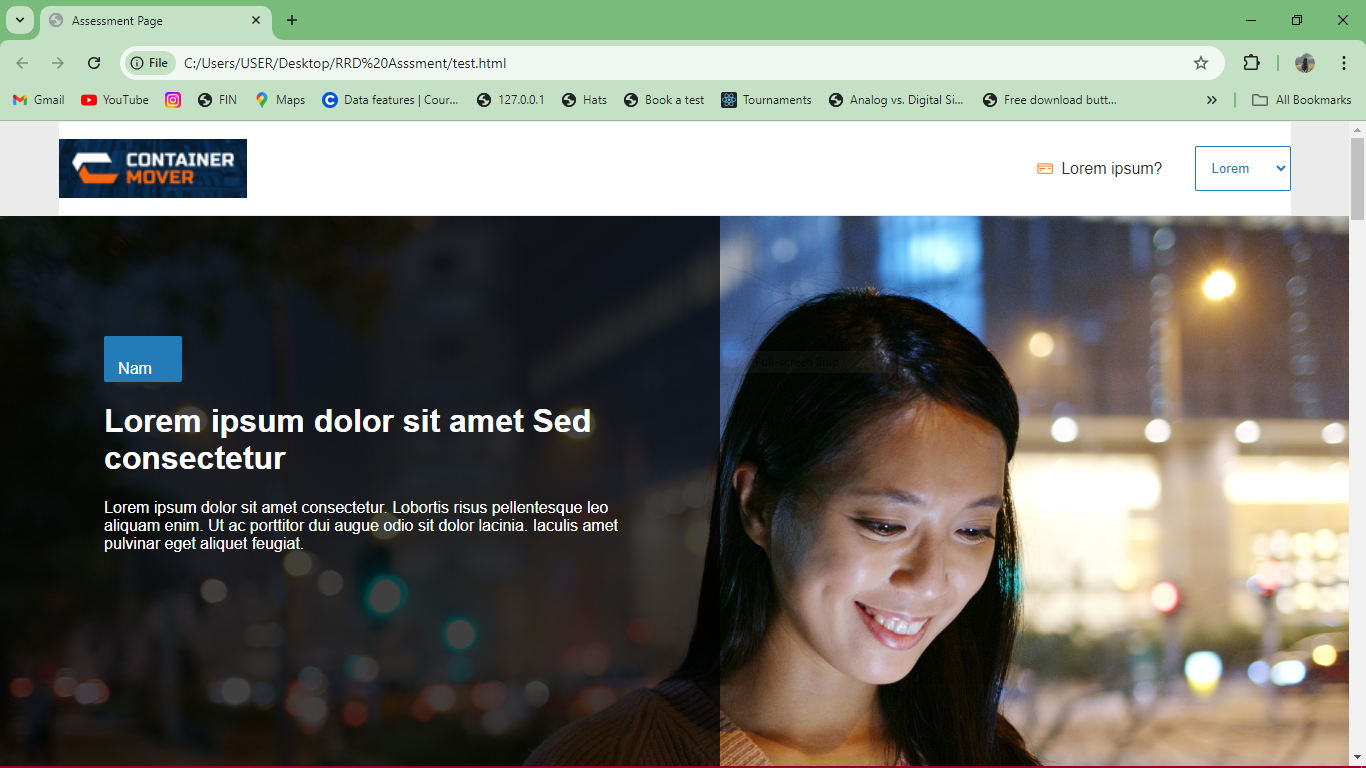 Assessment Page
File
C:/Users/USER/Desktop/RRD%20Asssment/test.html
Gmail
YouTube
FIN
Maps
Data features | Cour...
127.0.0.1
Hats
Book a test
Tournaments
Analog vs. Digital Si...
Free download butt...
All Bookmarks
CONTAINER
MOVER
Lorem ipsum?
Lorem
Nam
Full-screen Snip
Lorem ipsum dolor sit amet Sed
consectetur
Lorem ipsum dolor sit amet consectetur. Lobortis risus pellentesque leo
aliquam enim. Ut ac porttitor dui augue odio sit dolor lacinia. Iaculis amet
pulvinar eget aliquet feugiat.